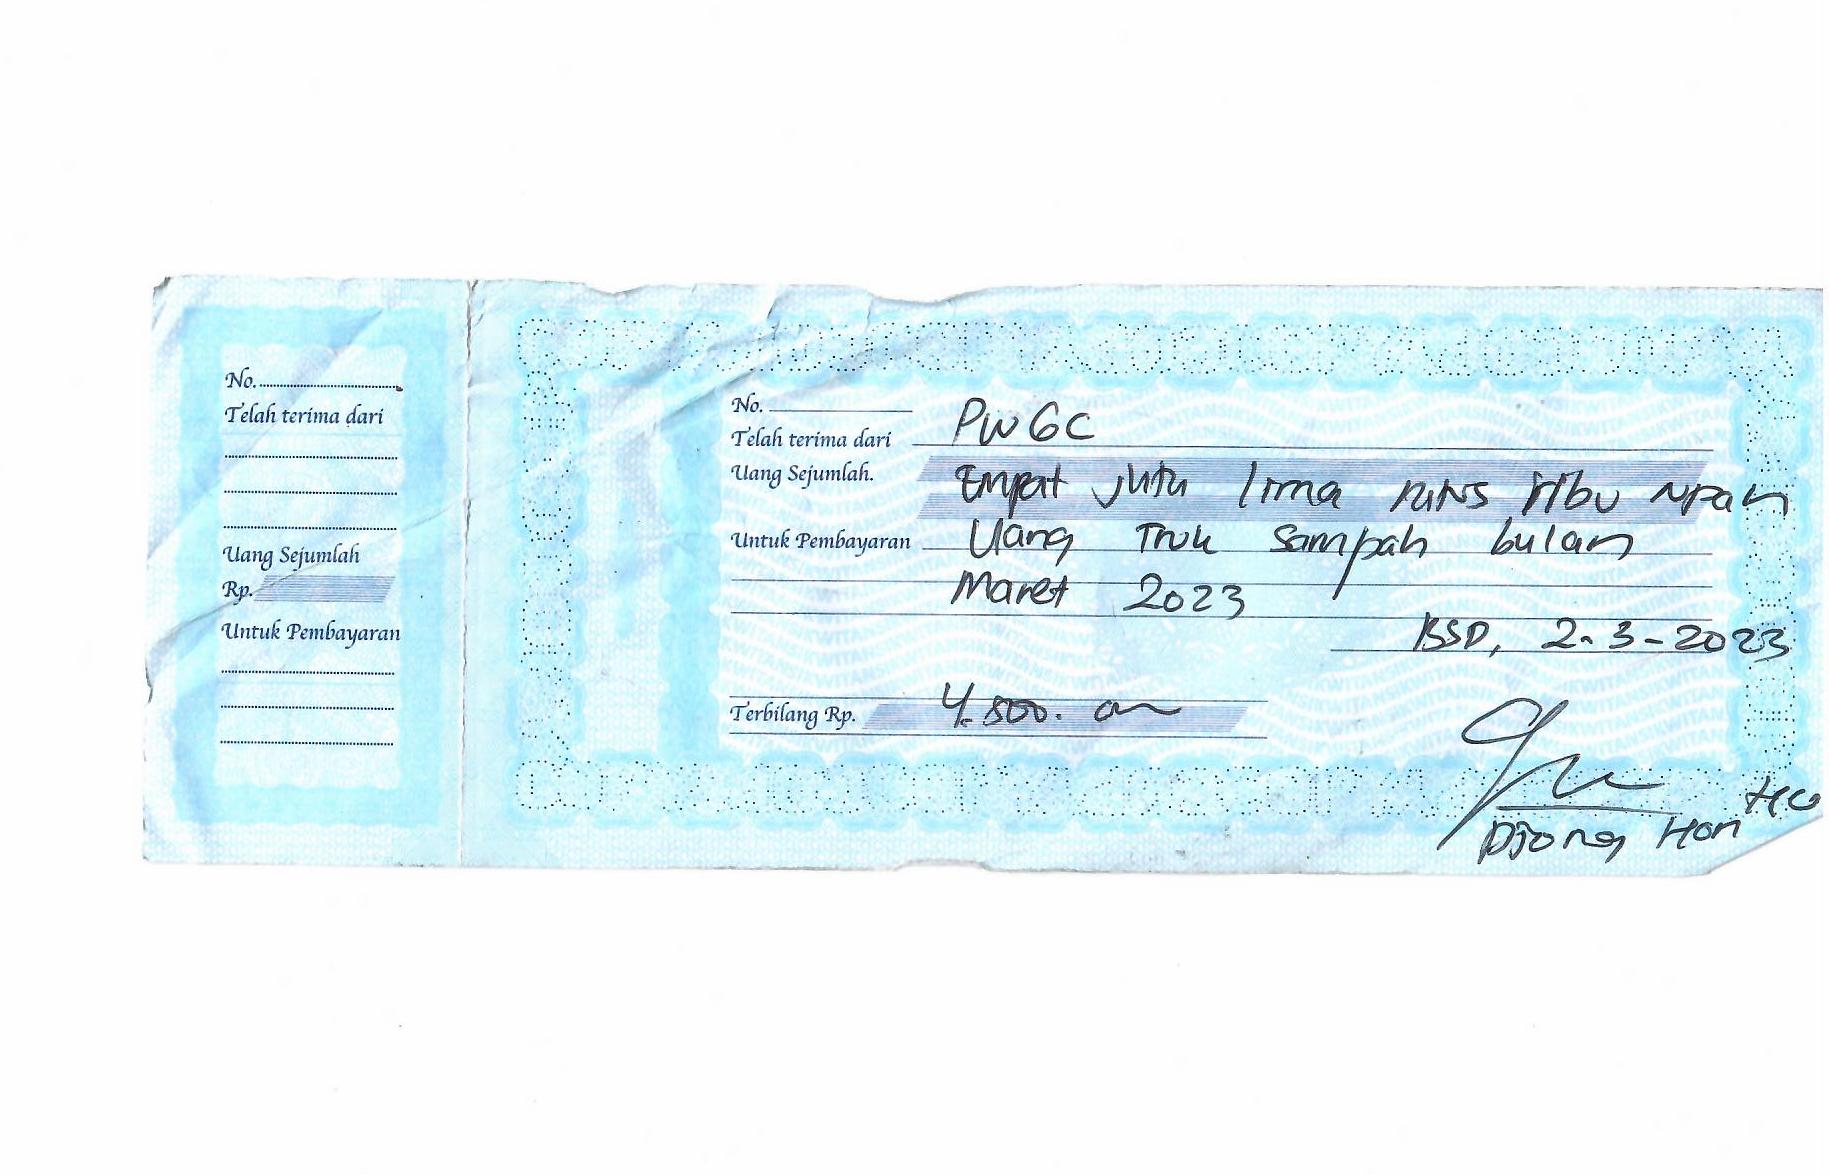 No.
Telah terima dari
Uang Sejumlah
Rp.
Untuk Pembayaran
No.
Telah terima dari PWGC
Uang Sejumlah. Empat Juta lima ratus ribu rupiah
Untuk Pembayaran Uang Truk Sampah bulan
Maret 2023
BSD, 2-3-2023
Terbilang Rp. 4.500.
Djong Hon